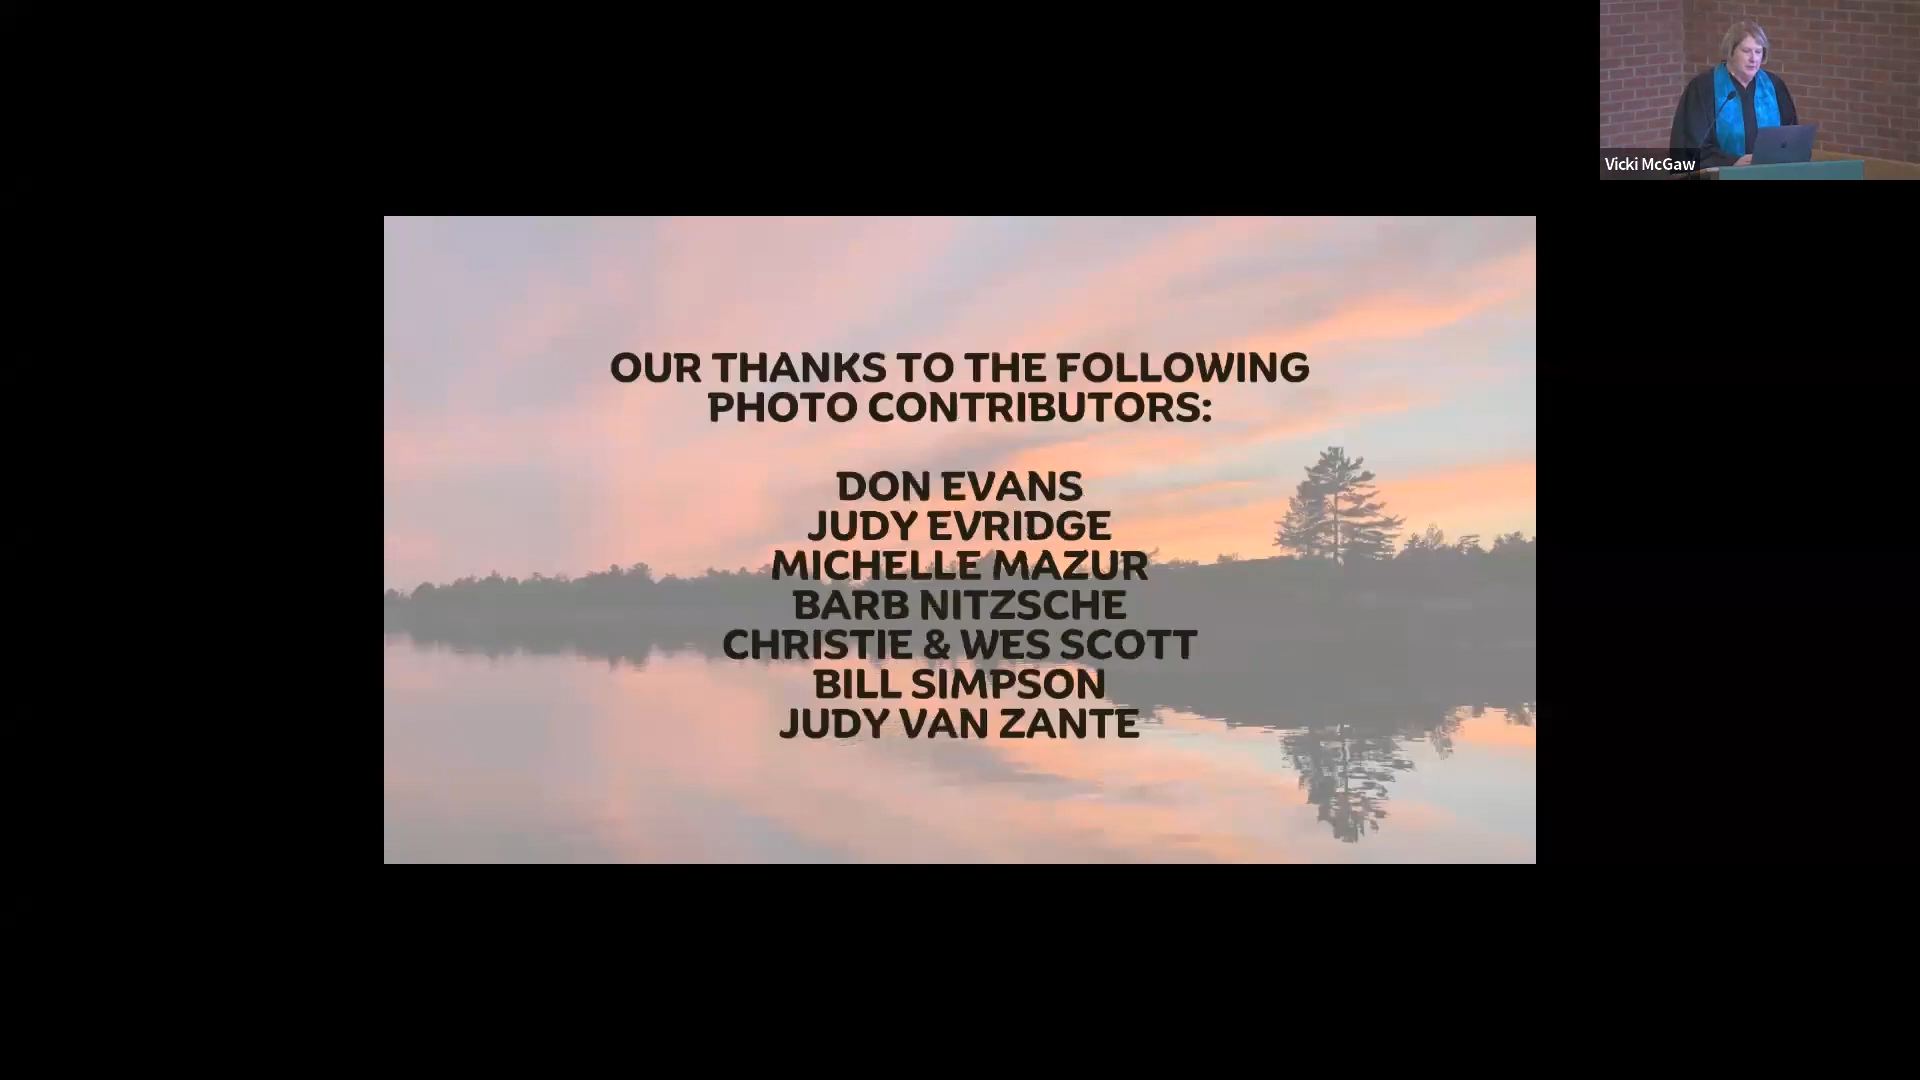 Vicki McGaw
OUR THANKS TO THE FOLLOWING
PHOTO CONTRIBUTORS:
DON EVANS
JUDY EVRIDGE
MICHELLE MAZUR
BARB NITZSCHE
CHRISTIE & WES SCOTT
BILL SIMPSON
JUDY VAN ZANTE